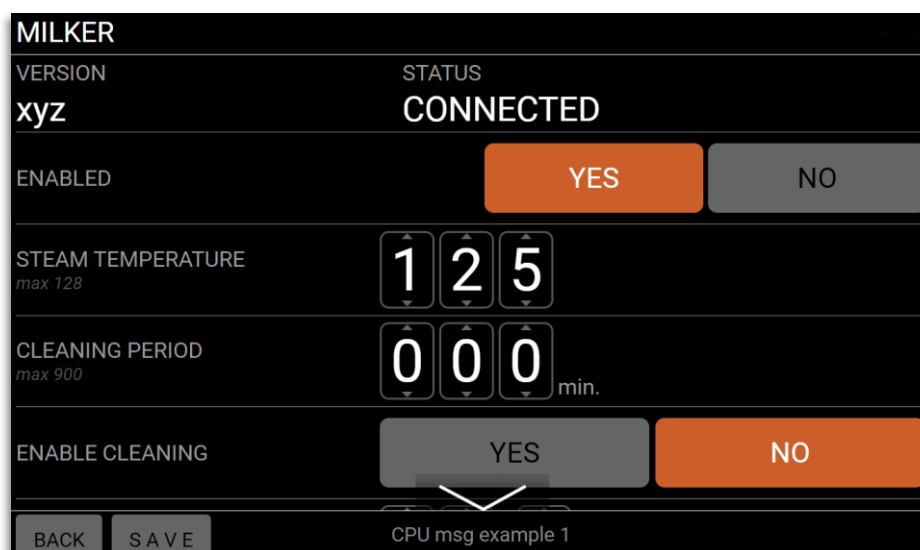 MILKER
VERSION STATUS
xyz CONNECTED
ENABLED YES NO
STEAM TEMPERATURE
max 128
1 2 5
CLEANING PERIOD
max 900
0 0 0 min.
ENABLE CLEANING YES NO
BACK S A V E CPU msg example 1